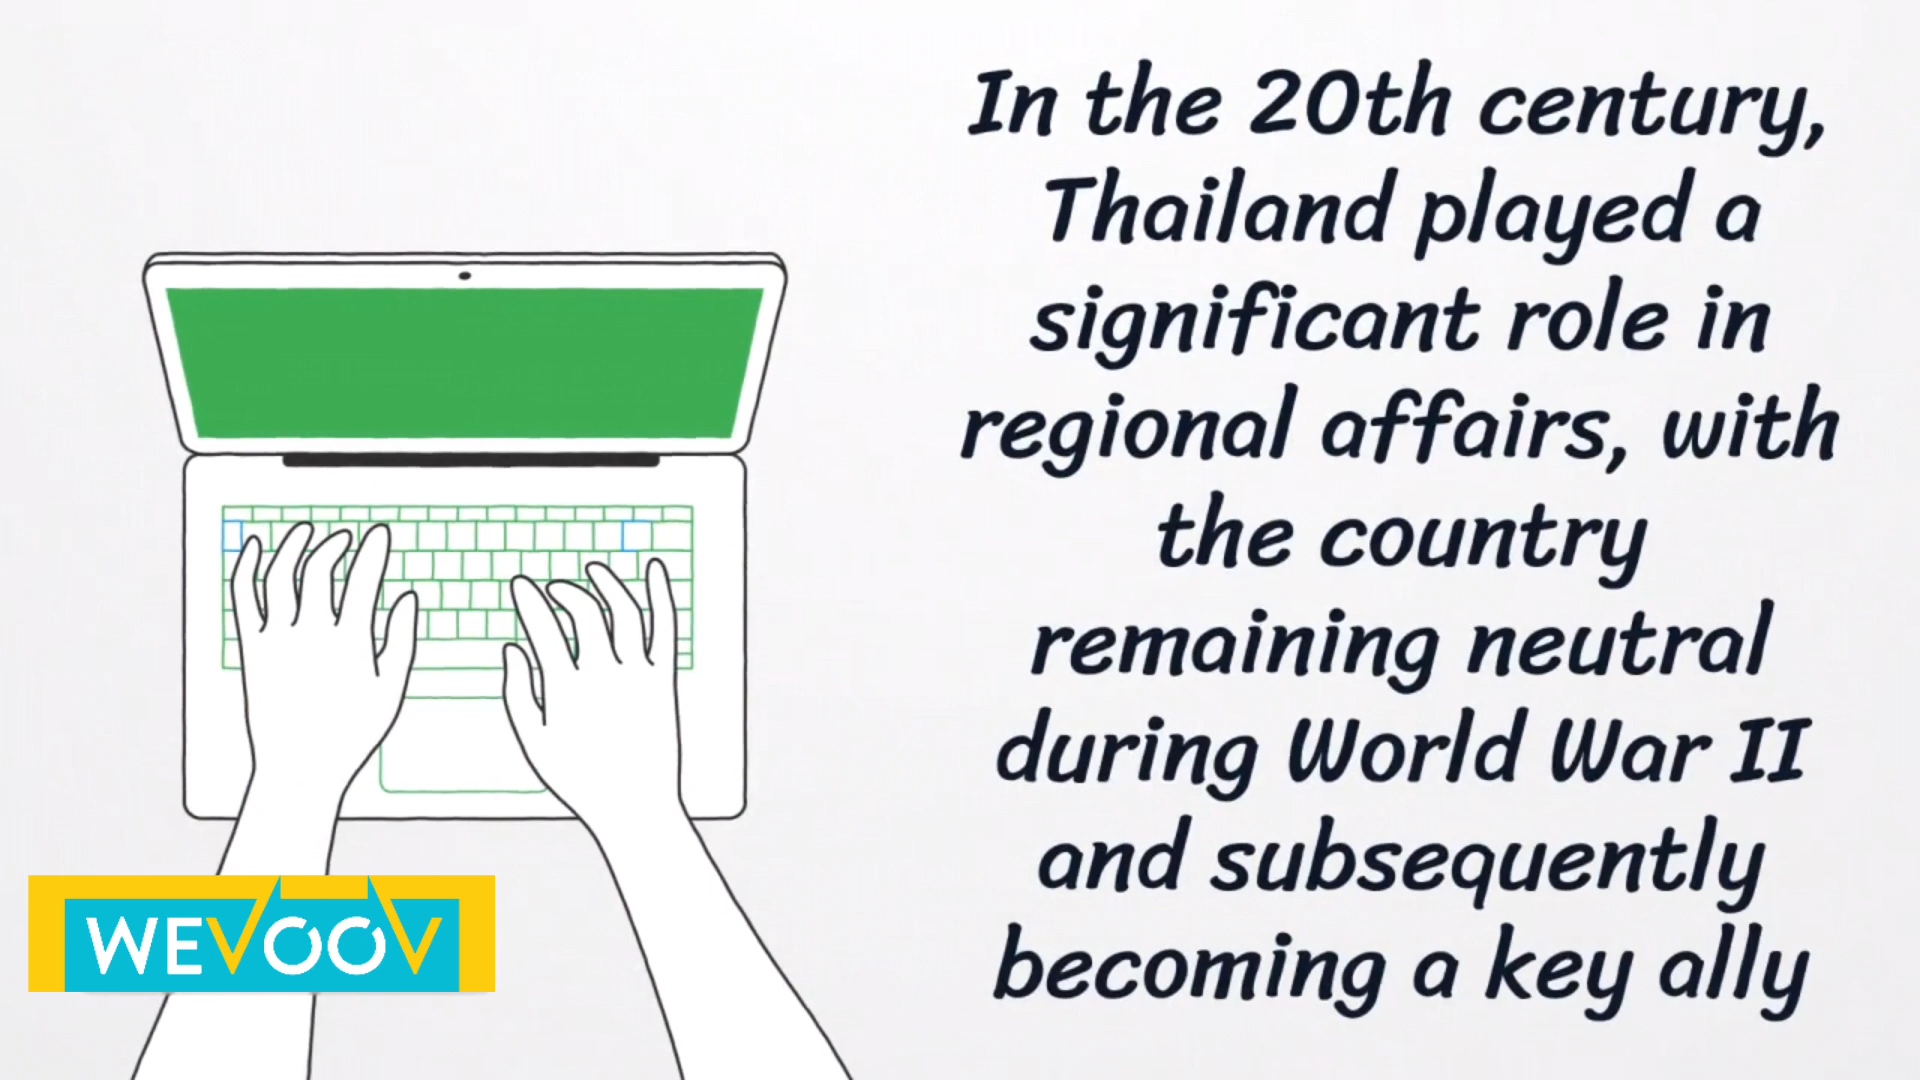 In the 20th century,
Thailand played a
significant role in
regional affairs, with
the country
remaining neutral
during World War II
and subsequently
becoming a key ally
WEVOOV